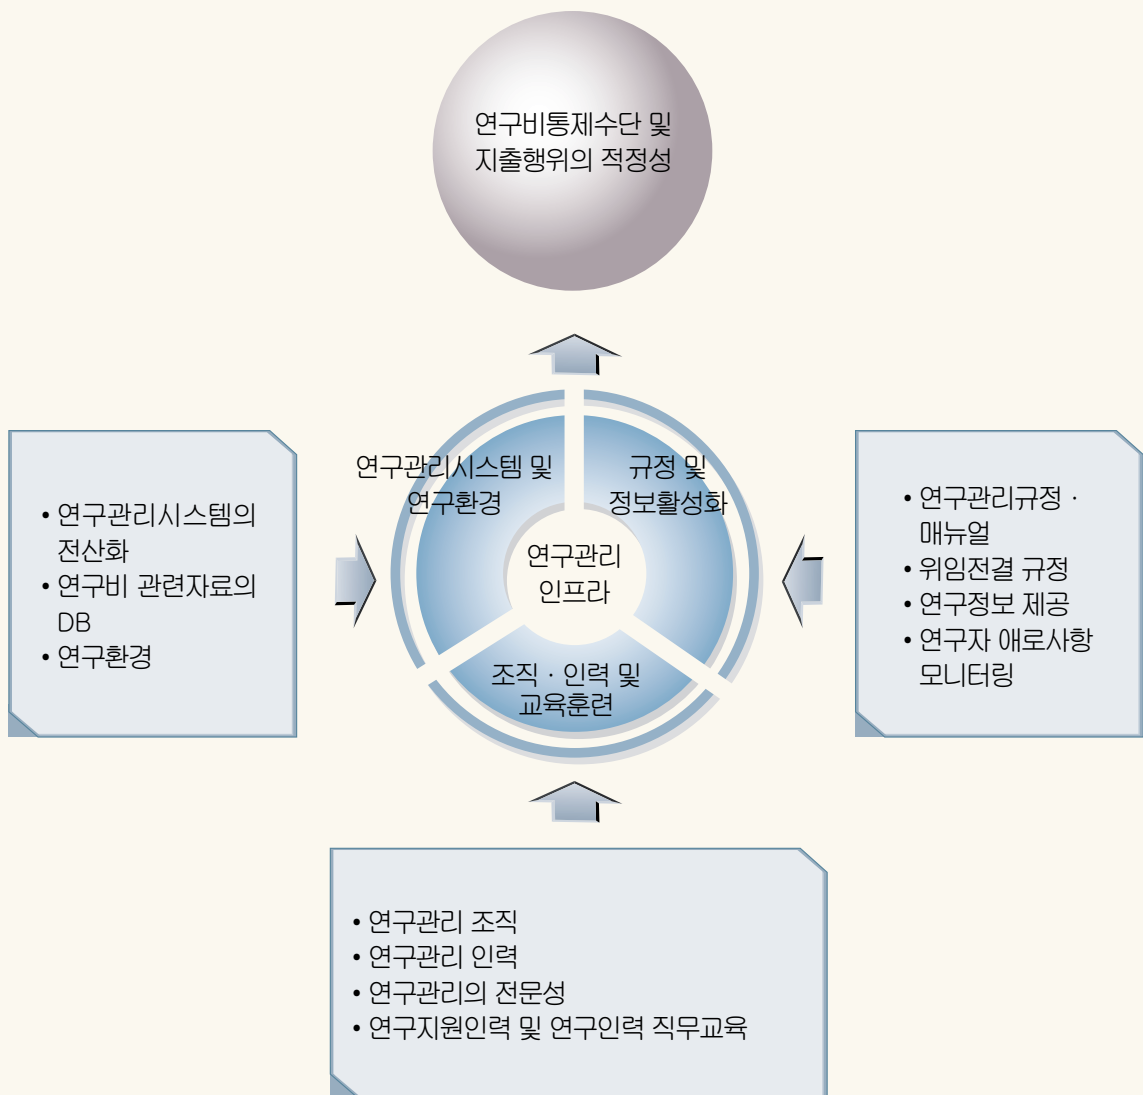 연구비통제수단 및
지출행위의 적정성
연구관리시스템 및
연구환경
규정 및
정보활성화
연구관리
인프라
조직 · 인력 및
교육훈련
• 연구관리시스템의
전산화
• 연구비 관련자료의
DB
• 연구환경
• 연구관리규정 ·
매뉴얼
• 위임전결 규정
• 연구정보 제공
• 연구자 애로사항
모니터링
• 연구관리 조직
• 연구관리 인력
• 연구관리의 전문성
• 연구지원인력 및 연구인력 직무교육